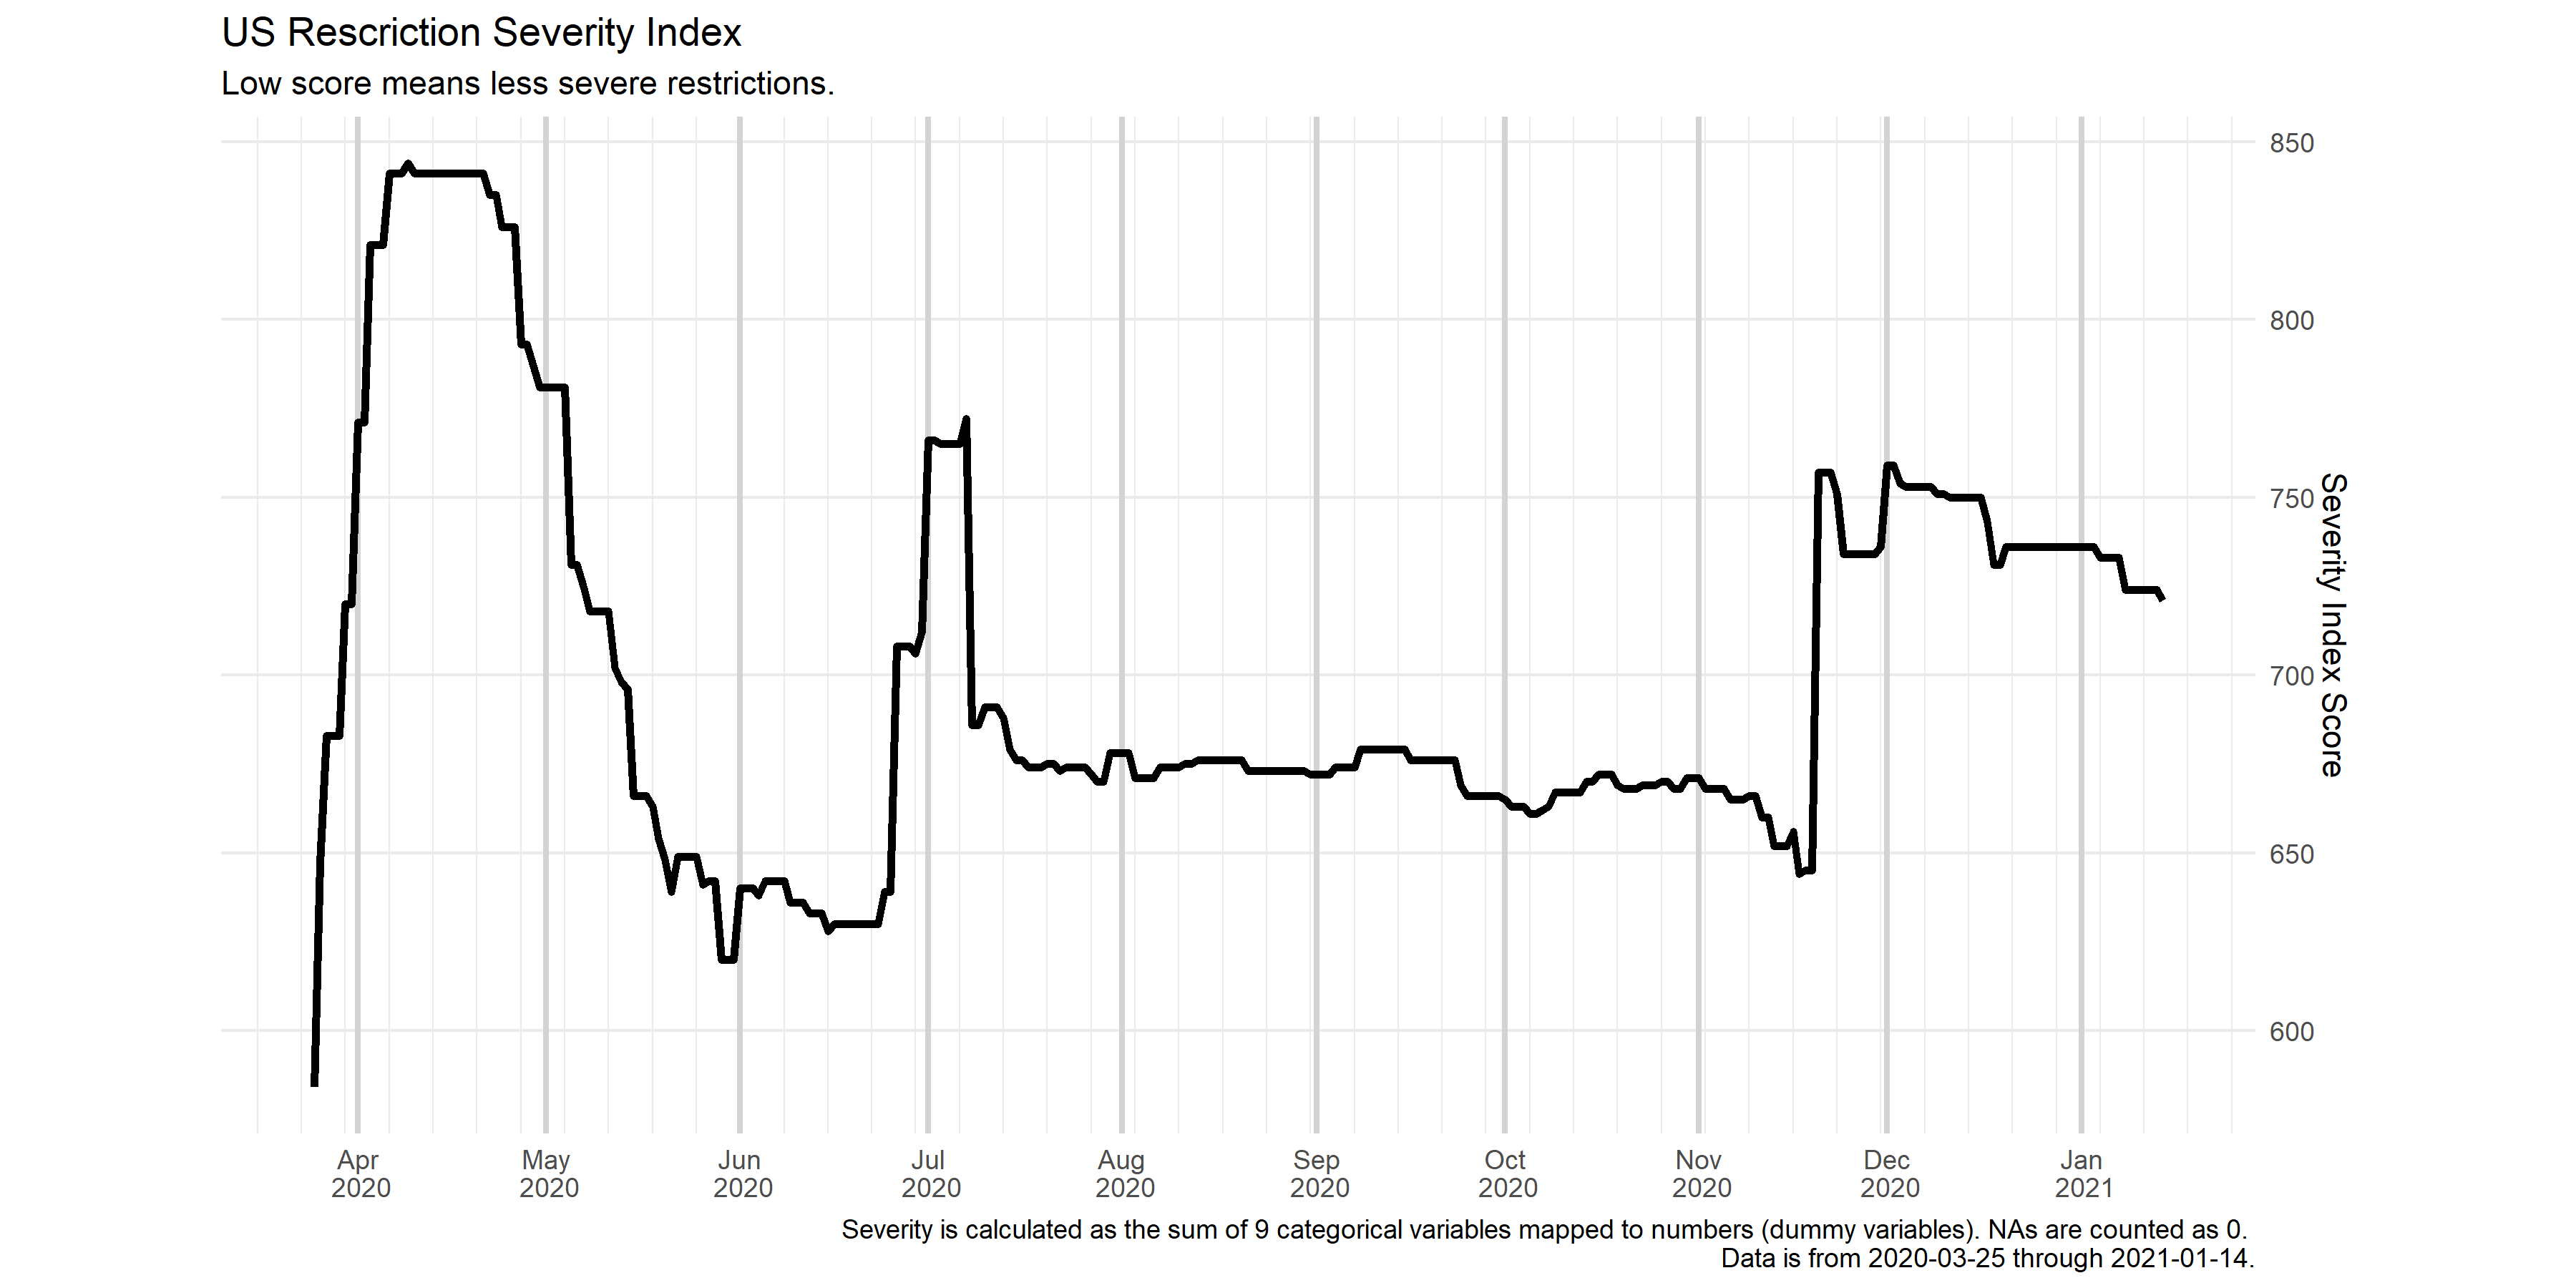 US Rescriction Severity Index
Low score means less severe restrictions.
850
800
750
700
650
600
Severity Index Score
Apr
2020
May
2020
Jun
2020
Jul
2020
Aug
2020
Sep
2020
Oct
2020
Nov
2020
Dec
2020
Jan
2021
Severity is calculated as the sum of 9 categorical variables mapped to numbers (dummy variables). NAs are counted as 0.
Data is from 2020-03-25 through 2021-01-14.